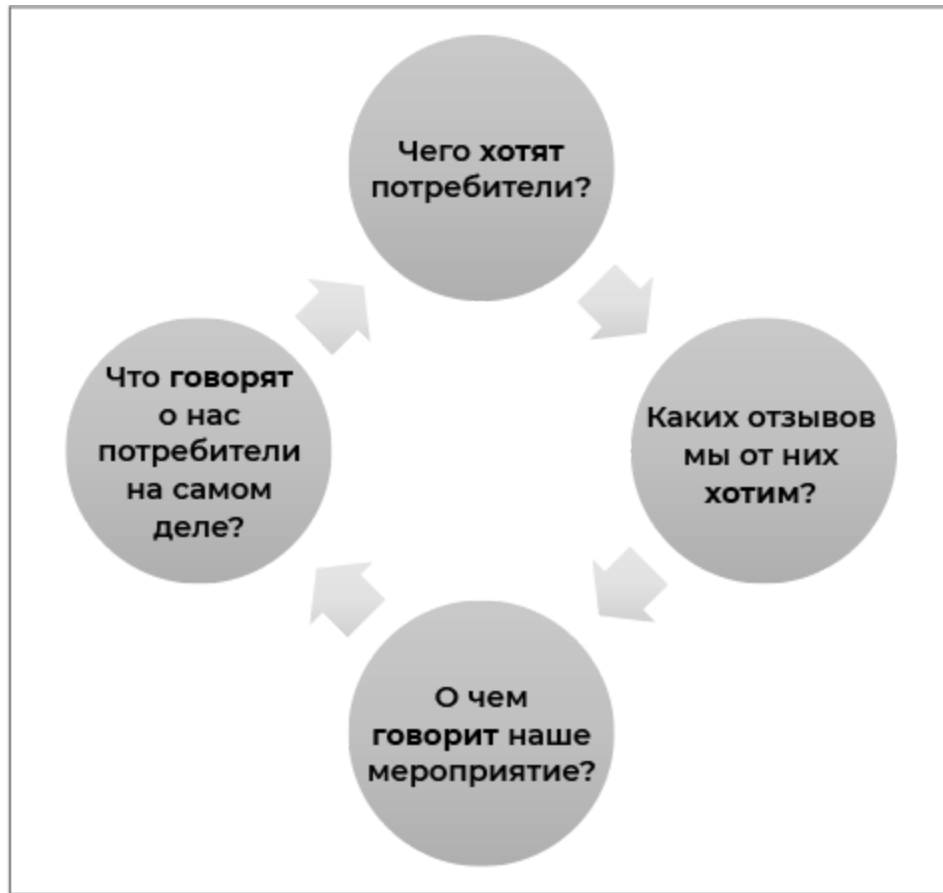 Чего хотят
потребители?
Каких отзывов
мы от них
хотим?
О чем
говорит наше
мероприятие?
Что говорят
о нас
потребители
на самом
деле?